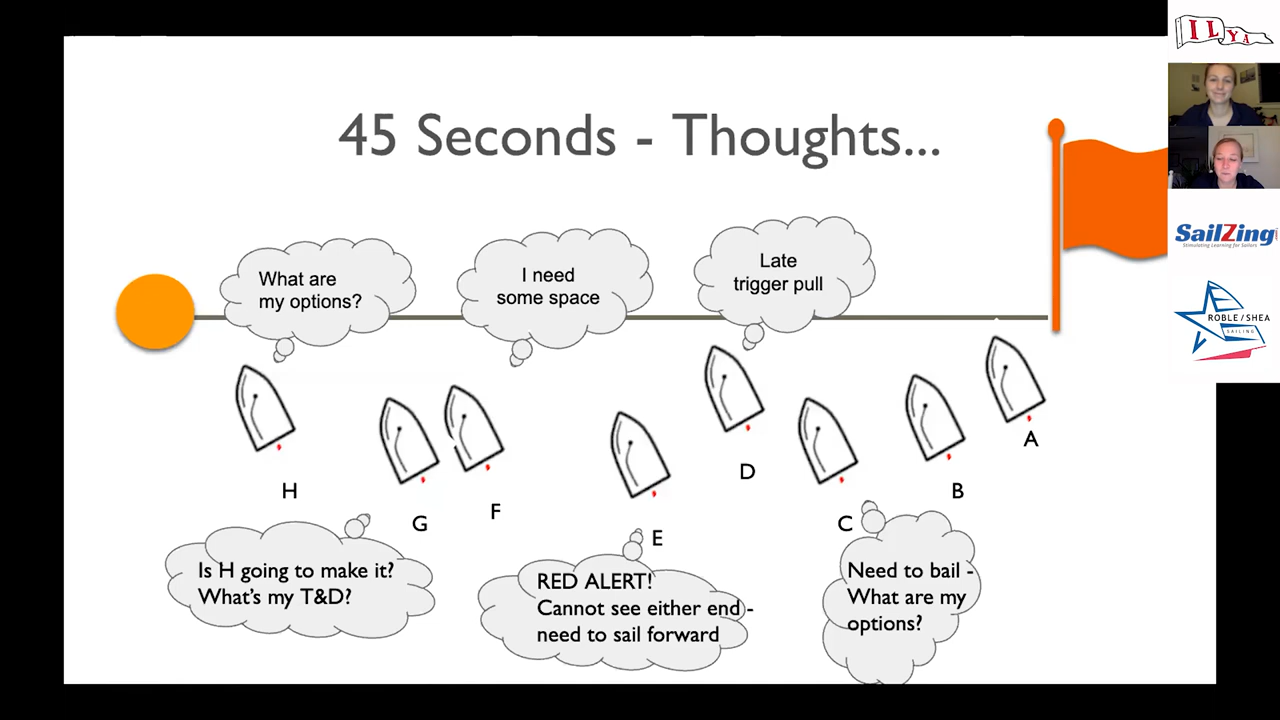 45 Seconds - Thoughts...
What are
my options?
I need
some space
Late
trigger pull
A
D
H
B
F
G
C
E
Is H going to make it?
What's my T&D?
RED ALERT!
Cannot see either end -
need to sail forward
Need to bail -
What are my
options?
ILYA
SailZing
Stimulating Learning for Sailors
ROBLE/SHEA
SAILING